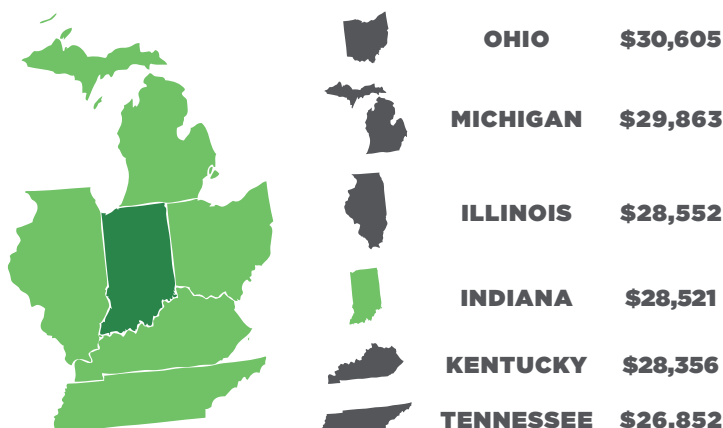 OHIO $30,605
MICHIGAN $29,863
ILLINOIS $28,552
INDIANA $28,521
KENTUCKY $28,356
TENNESSEE $26,852